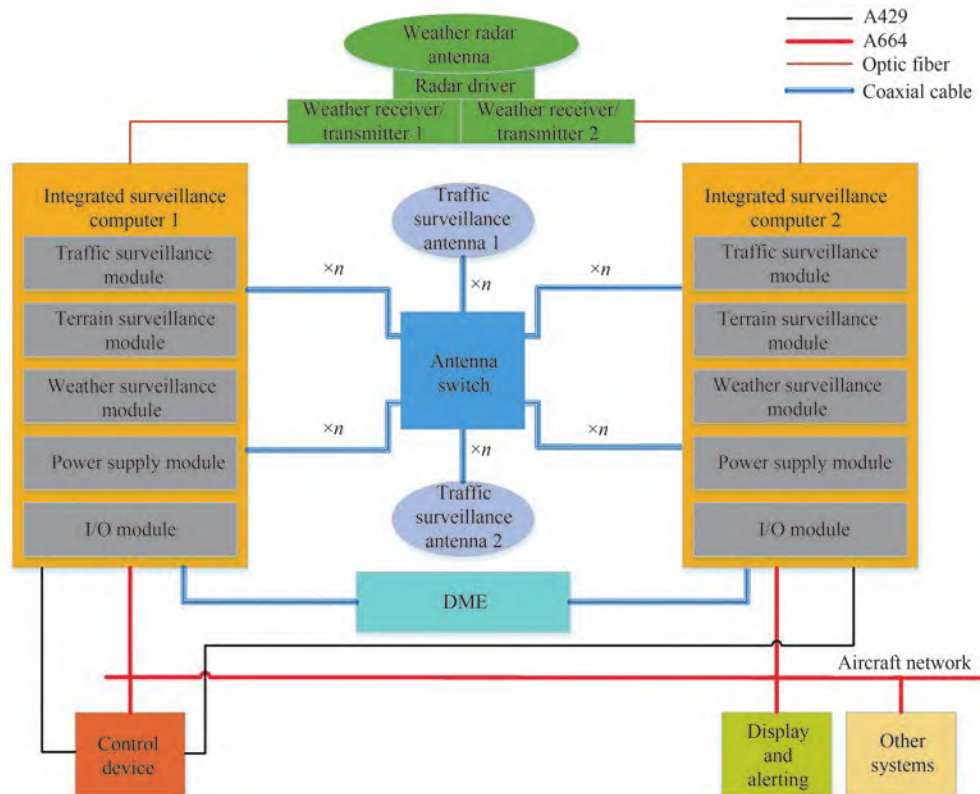 Weather radar
antenna
Radar driver
Weather receiver/
transmitter 1
Weather receiver/
transmitter 2
A429
A664
Optic fiber
Coaxial cable
Integrated surveillance
computer 1
Traffic surveillance
module
Terrain surveillance
module
Weather surveillance
module
Power supply module
I/O module
Traffic
surveillance
antenna 1
×n
×n
×n
Antenna
switch
×n
×n
×n
Traffic
surveillance
antenna 2
Integrated surveillance
computer 2
Traffic surveillance
module
Terrain surveillance
module
Weather surveillance
module
Power supply module
I/O module
DME
Aircraft network
Control
device
Display
and
alerting
Other
systems